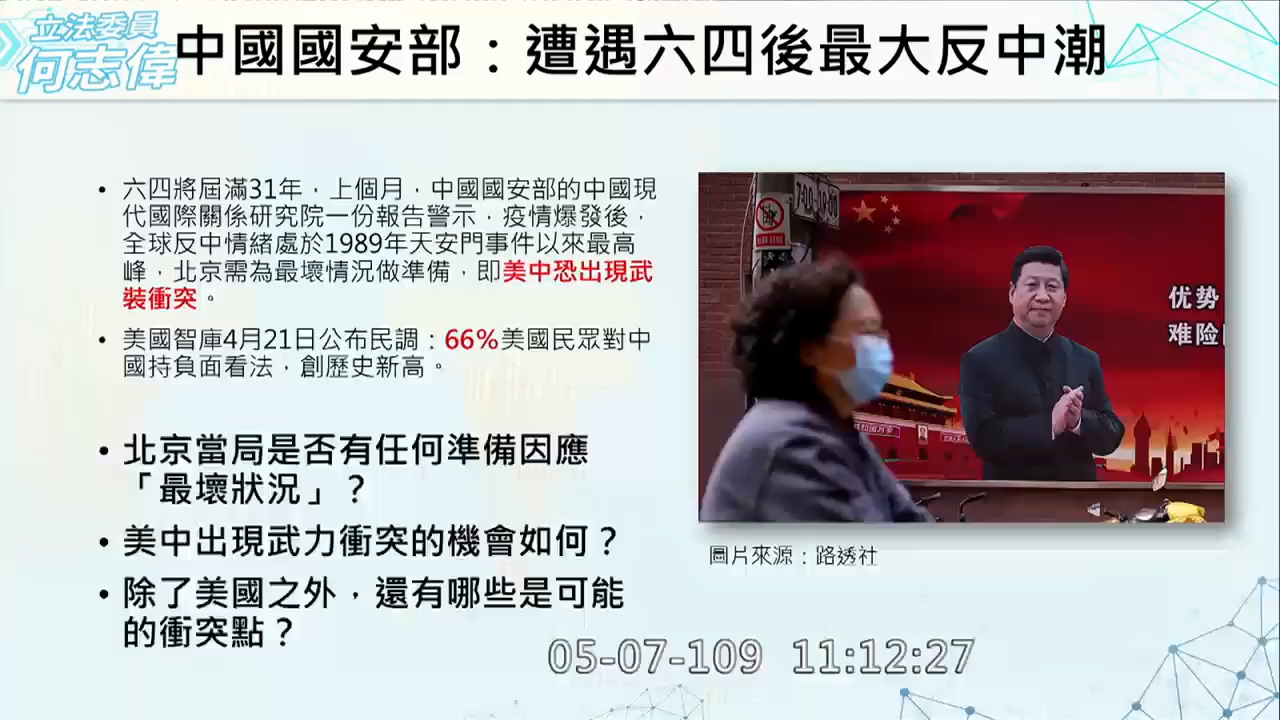 立法委員
何志偉
中國國安部：遭遇六四後最大反中潮
• 六四將屆滿31年，上個月，中國國安部的中國現
代國際關係研究院一份報告警示，疫情爆發後，
全球反中情緒處於1989年天安門事件以來最高
峰，北京需為最壞情況做準備，即美中恐出現武
裝衝突。
• 美國智庫4月21日公布民調：66%美國民眾對中
國持負面看法，創歷史新高。
• 北京當局是否有任何準備因應
「最壞狀況」？
• 美中出現武力衝突的機會如何？
• 除了美國之外，還有哪些是可能
的衝突點？
优势
难险
圖片來源：路透社
05-07-109 11:12:27